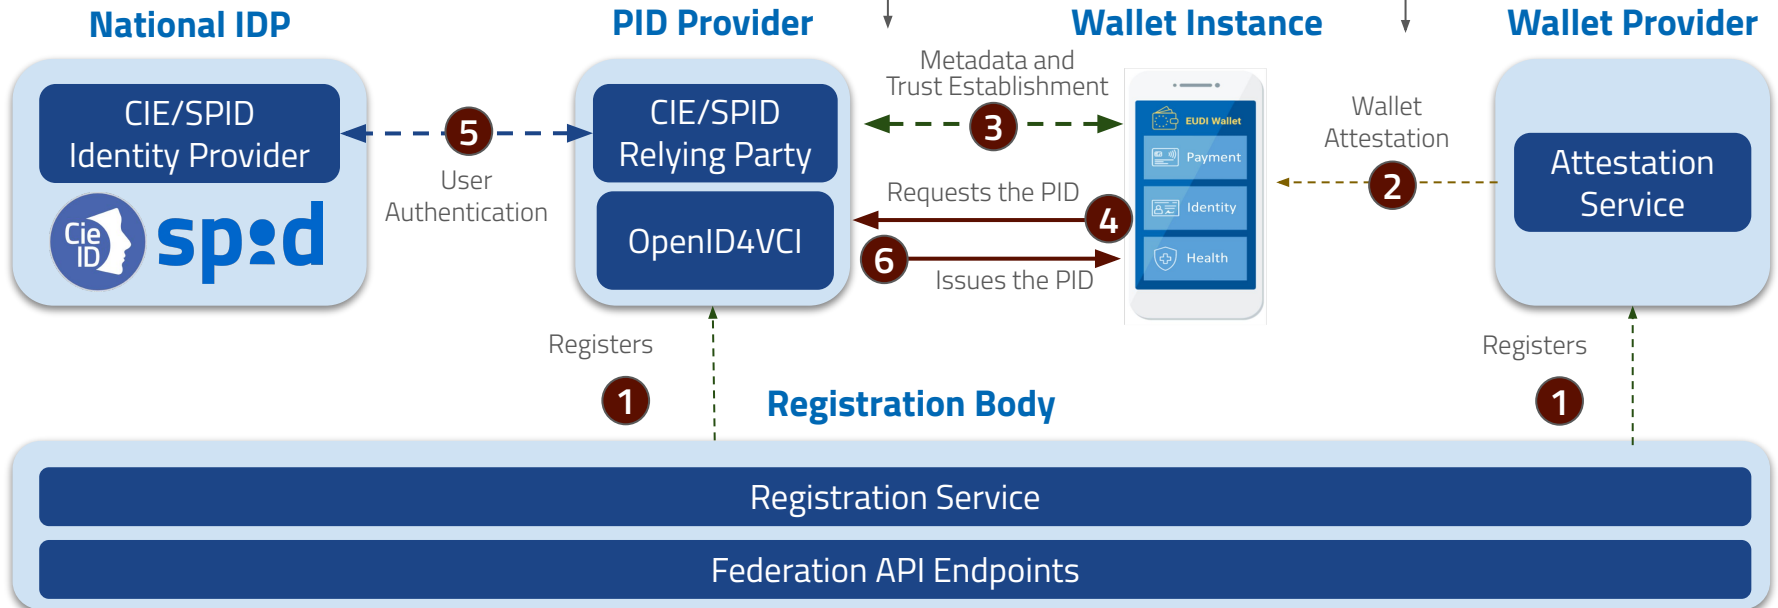 National IDP
PID Provider
Wallet Instance
Wallet Provider
CIE/SPID
Identity Provider
Cie
ID
spid
5
User
Authentication
CIE/SPID
Relying Party
OpenID4VCI
Metadata and
Trust Establishment
3
Requests the PID
4
6
Issues the PID
EUDI Wallet
Payment
Identity
Health
Wallet
Attestation
2
Attestation
Service
Registers
1
Registers
1
Registration Body
Registration Service
Federation API Endpoints